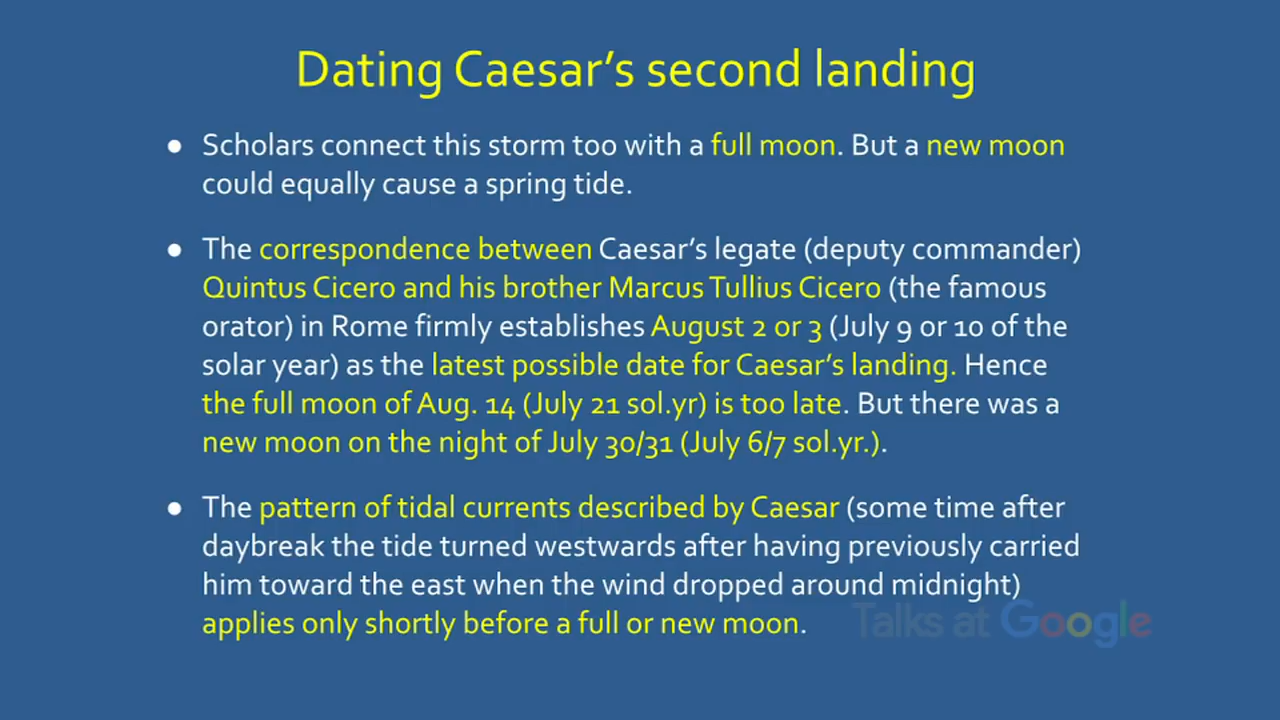 Dating Caesar's second landing
● Scholars connect this storm too with a full moon. But a new moon
could equally cause a spring tide.
● The correspondence between Caesar's legate (deputy commander)
Quintus Cicero and his brother Marcus Tullius Cicero (the famous
orator) in Rome firmly establishes August 2 or 3 (July 9 or 10 of the
solar year) as the latest possible date for Caesar's landing. Hence
the full moon of Aug. 14 (July 21 sol.yr) is too late. But there was a
new moon on the night of July 30/31 (July 6/7 sol.yr.).
● The pattern of tidal currents described by Caesar (some time after
daybreak the tide turned westwards after having previously carried
him toward the east when the wind dropped around midnight)
applies only shortly before a full or new moon.
Talks at Google